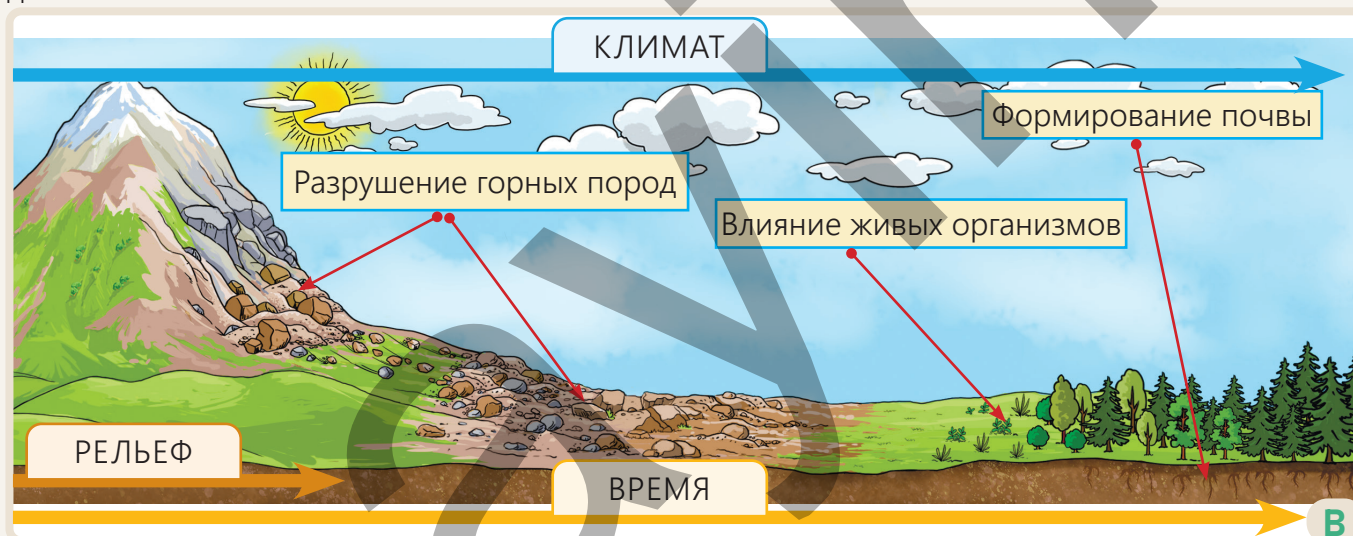 КЛИМАТ
Формирование почвы
Разрушение горных пород
Влияние живых организмов
РЕЛЬЕФ
ВРЕМЯ
B